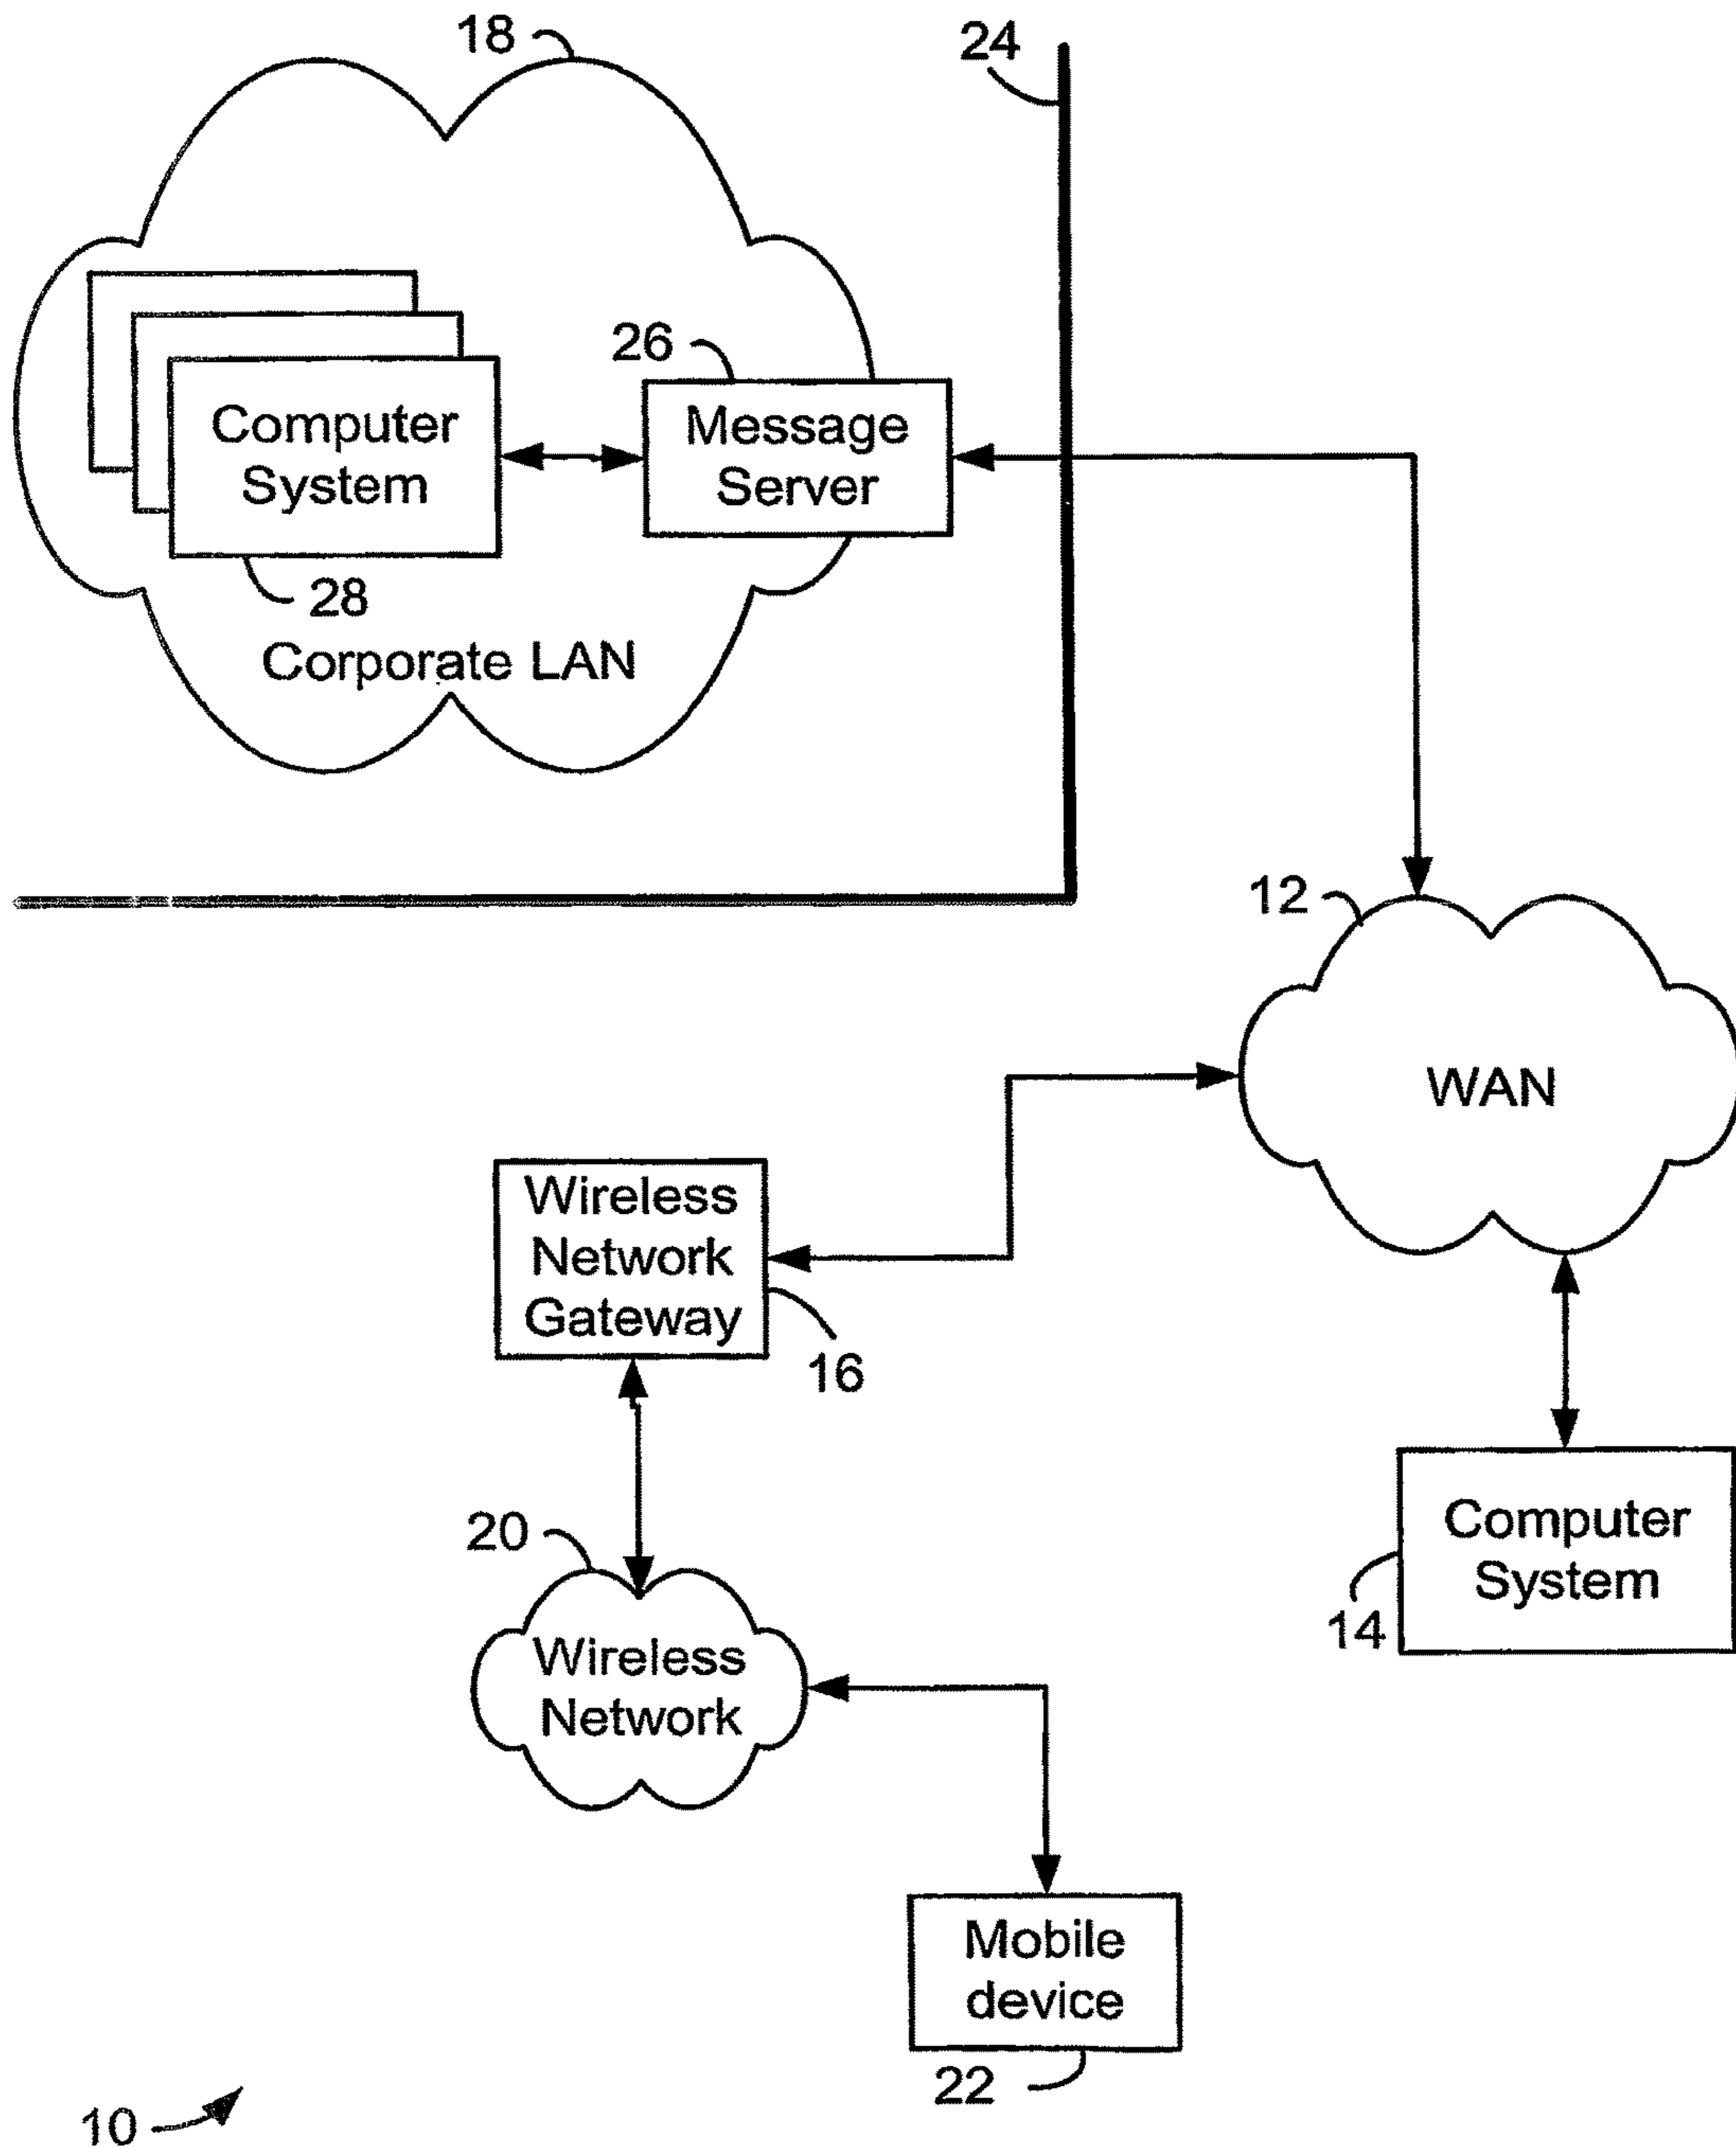 18
24
26
Computer
System
Message
Server
28
Corporate LAN
12
WAN
Wireless
Network
Gateway
16
20
Computer
System
14
Wireless
Network
Mobile
device
22
10